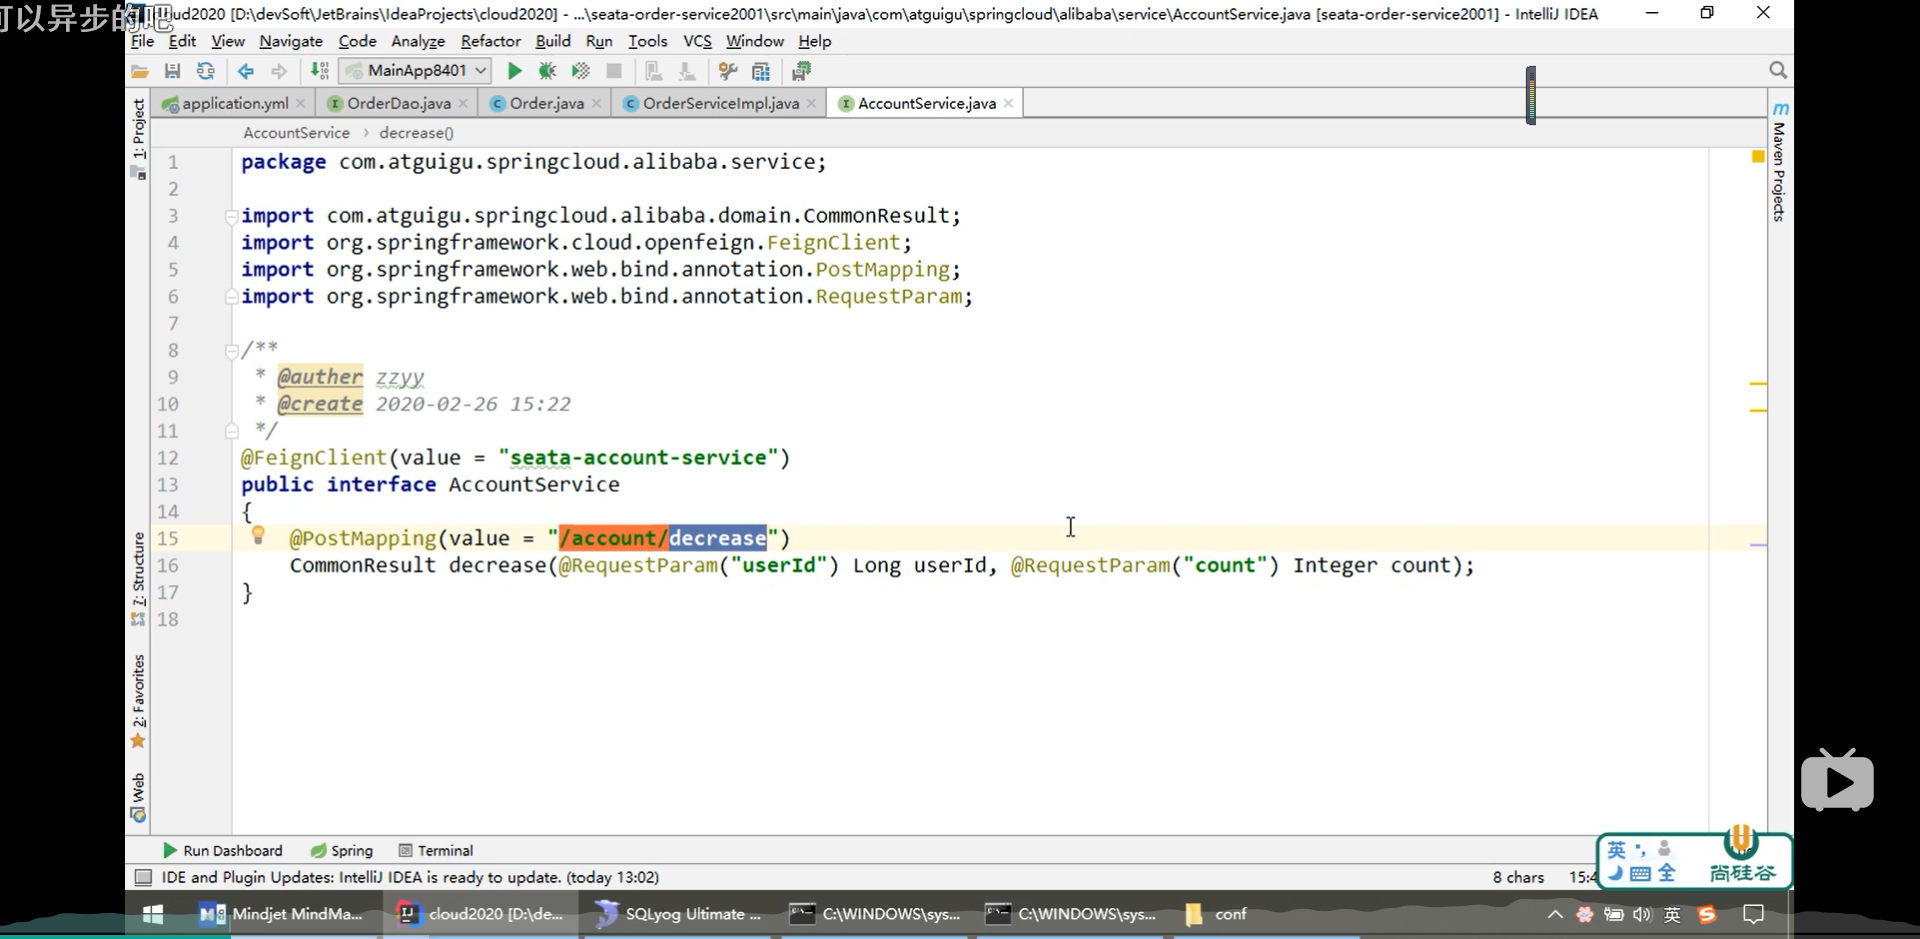 可以异步的吧
cloud2020 [D:\devSoft\JetBrains\IdeaProjects\cloud2020] - ...\seata-order-service2001\src\main\java\com\atguigu\springcloud\alibaba\service\AccountService.java [seata-order-service2001] - IntelliJ IDEA
File Edit View Navigate Code Analyze Refactor Build Run Tools VCS Window Help
MainApp8401
application.yml OrderDao.java Order.java OrderServiceImpl.java AccountService.java
AccountService decrease()
1 package com.atguigu.springcloud.alibaba.service;
2
3 import com.atguigu.springcloud.alibaba.domain.CommonResult;
4 import org.springframework.cloud.openfeign.FeignClient;
5 import org.springframework.web.bind.annotation.PostMapping;
6 import org.springframework.web.bind.annotation.RequestParam;
7
8 /**
9 * @auther zzyy
10 * @create 2020-02-26 15:22
11 */
12 @FeignClient(value = "seata-account-service")
13 public interface AccountService
14 {
15 @PostMapping(value = "/account/decrease")
16 CommonResult decrease(@RequestParam("userId") Long userId, @RequestParam("count") Integer count);
17 }
18
1: Project
7: Structure
2: Favorites
Web
m Maven Projects
Run Dashboard Spring Terminal
IDE and Plugin Updates: IntelliJ IDEA is ready to update. (today 13:02) 8 chars 15:4
英
全 尚硅谷
Mindjet MindMa... cloud2020 [D:\de... SQLyog Ultimate ... C:\WINDOWS\sys... C:\WINDOWS\sys... conf 英